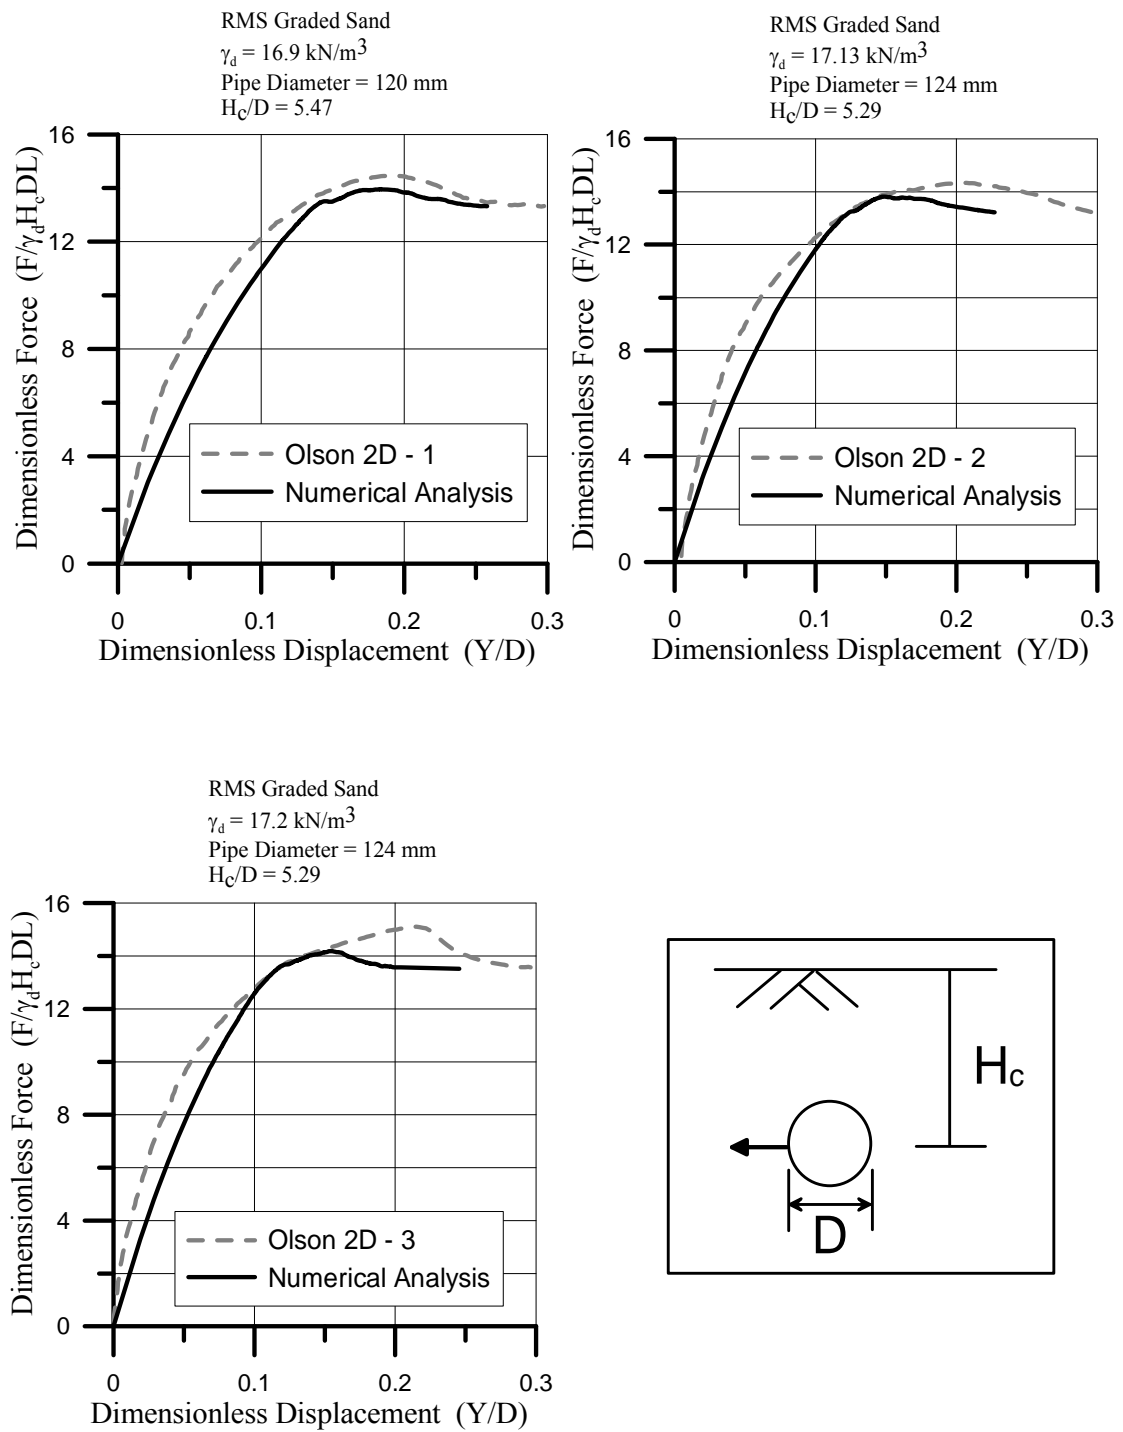 RMS Graded Sand
γd = 16.9 kN/m3
Pipe Diameter = 120 mm
Hc/D = 5.47
16
12
8
4
0
Dimensionless Force (F/γdHcDL)
Olson 2D - 1
Numerical Analysis
0
0.1
0.2
0.3
Dimensionless Displacement (Y/D)
RMS Graded Sand
γd = 17.13 kN/m3
Pipe Diameter = 124 mm
Hc/D = 5.29
16
12
8
4
0
Dimensionless Force (F/γdHcDL)
Olson 2D - 2
Numerical Analysis
0
0.1
0.2
0.3
Dimensionless Displacement (Y/D)
RMS Graded Sand
γd = 17.2 kN/m3
Pipe Diameter = 124 mm
Hc/D = 5.29
16
12
8
4
0
Dimensionless Force (F/γdHcDL)
Olson 2D - 3
Numerical Analysis
0
0.1
0.2
0.3
Dimensionless Displacement (Y/D)
Hc
D